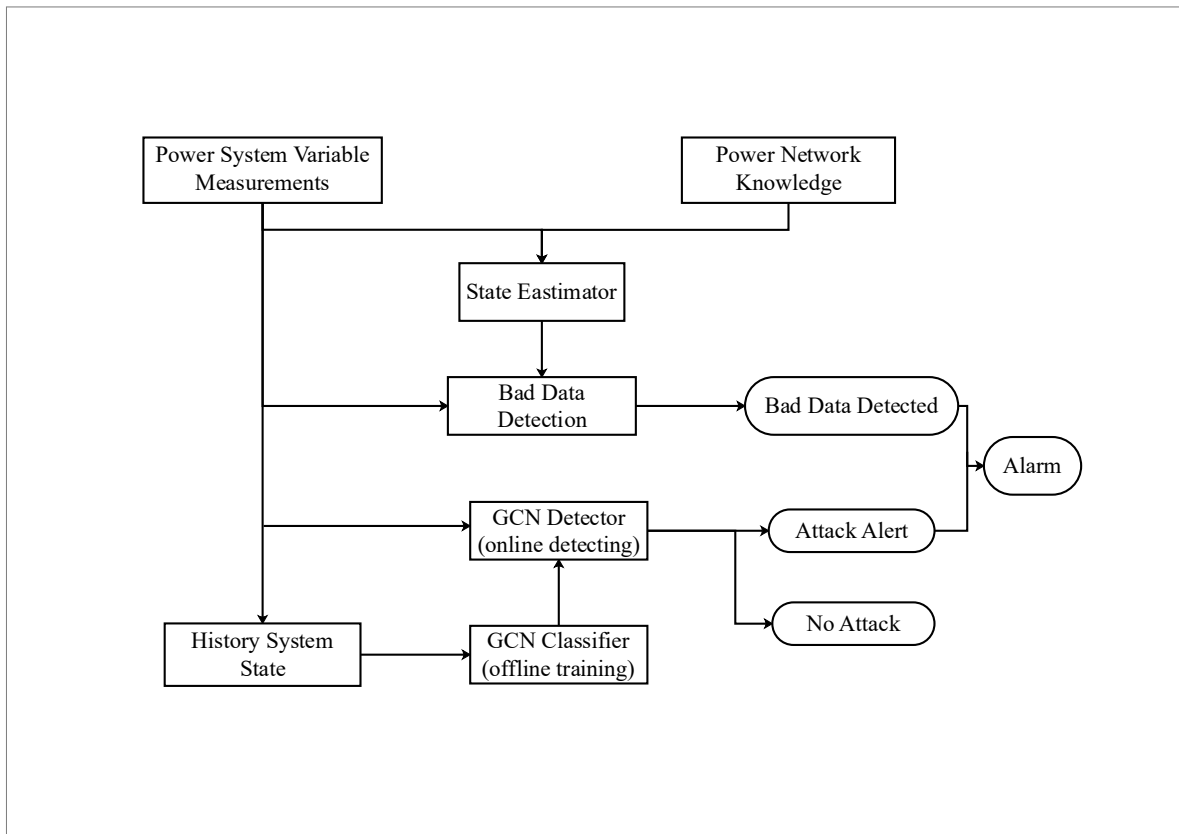 Power System Variable
Measurements
Power Network
Knowledge
State Eastimator
Bad Data
Detection
Bad Data Detected
Alarm
GCN Detector
(online detecting)
Attack Alert
No Attack
History System
State
GCN Classifier
(offline training)